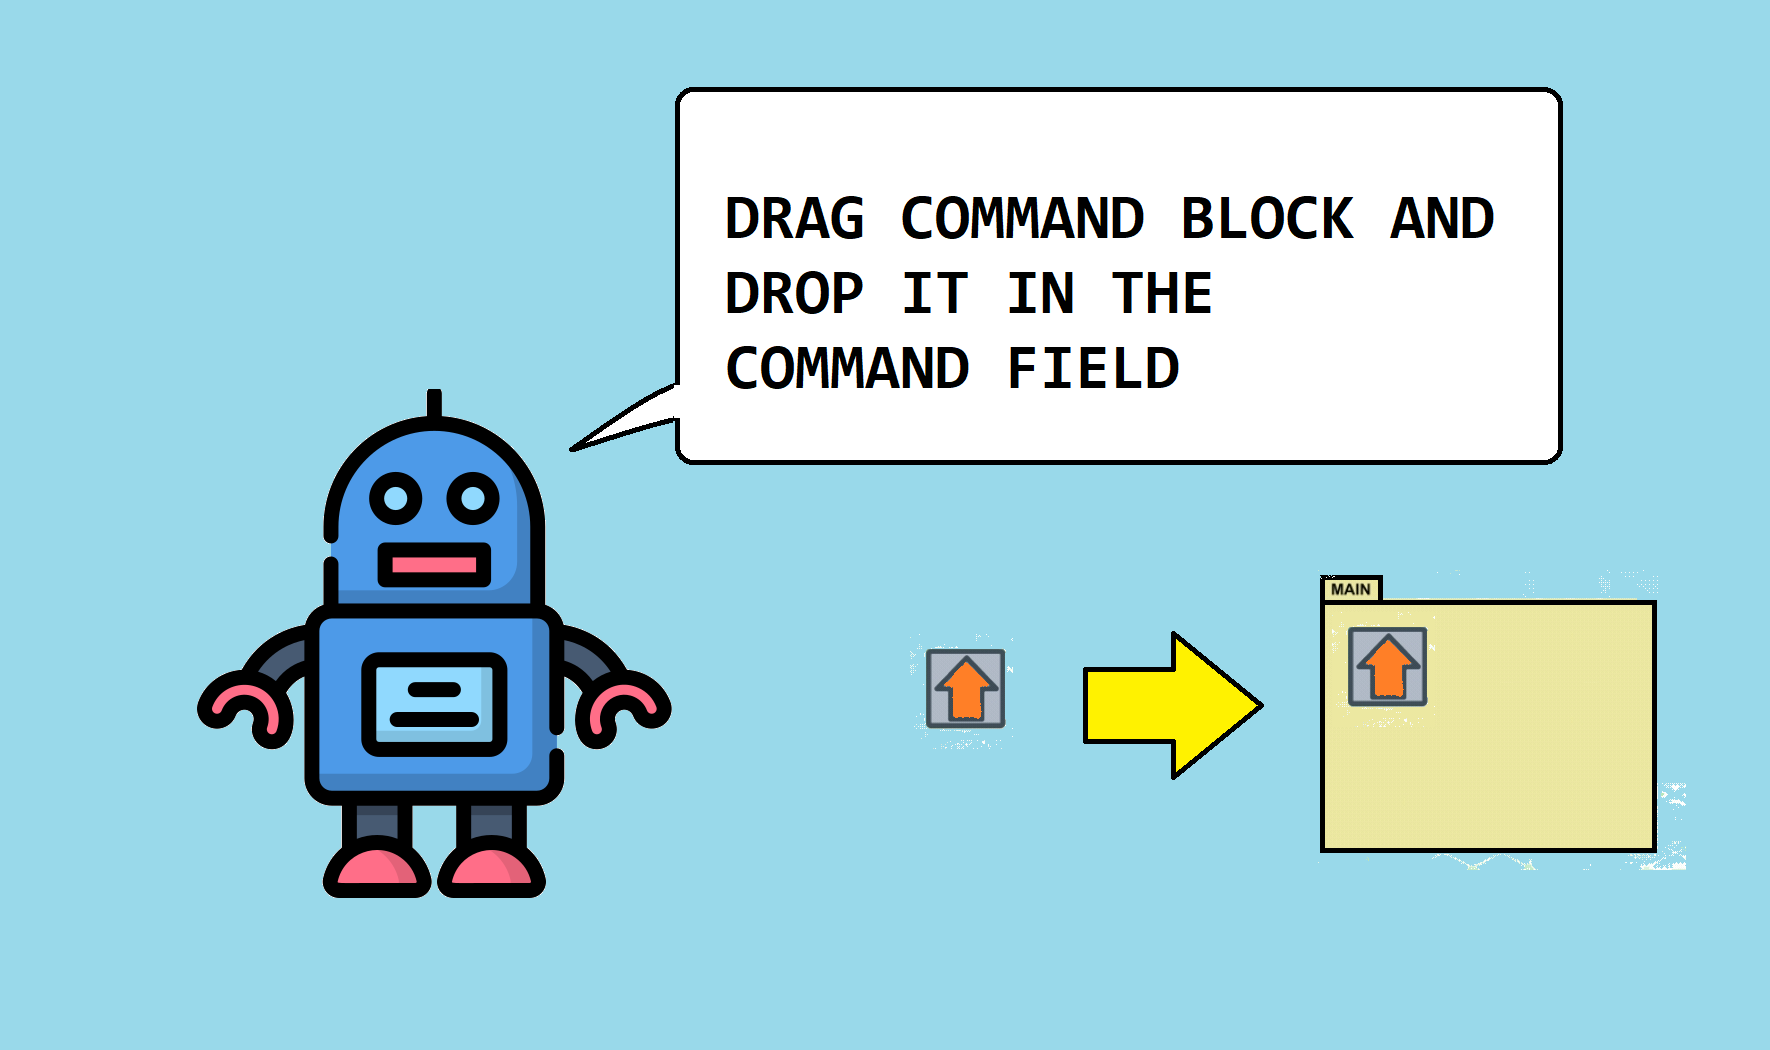 DRAG COMMAND BLOCK AND
DROP IT IN THE
COMMAND FIELD
MAIN